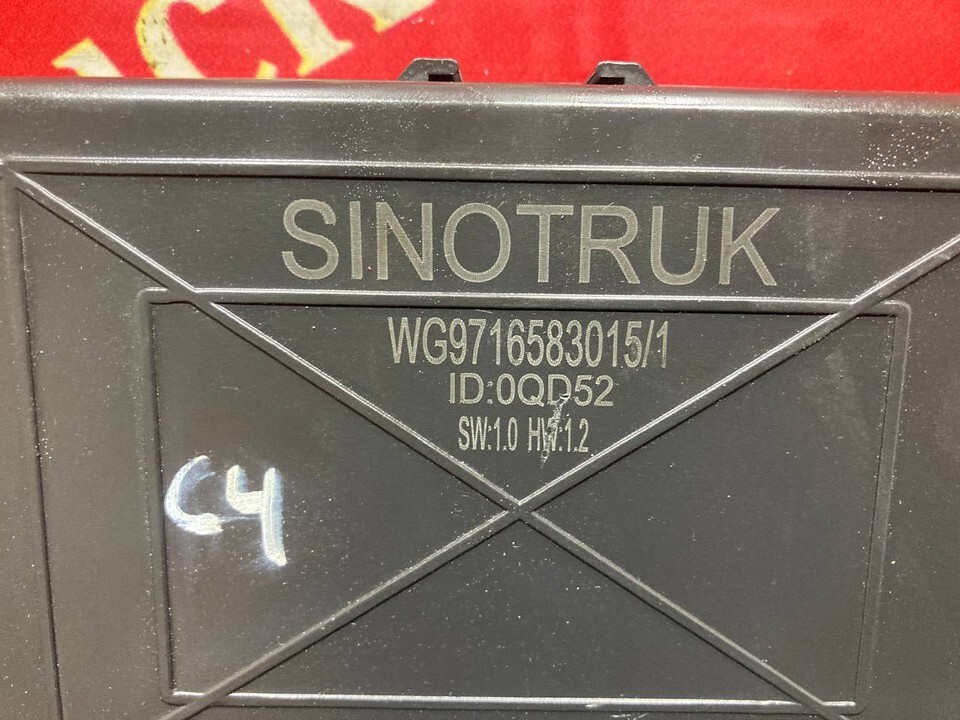 SINOTRUK
WG9716583015/1
ID:0QD52
SW:1.0 HW:1.2
C4